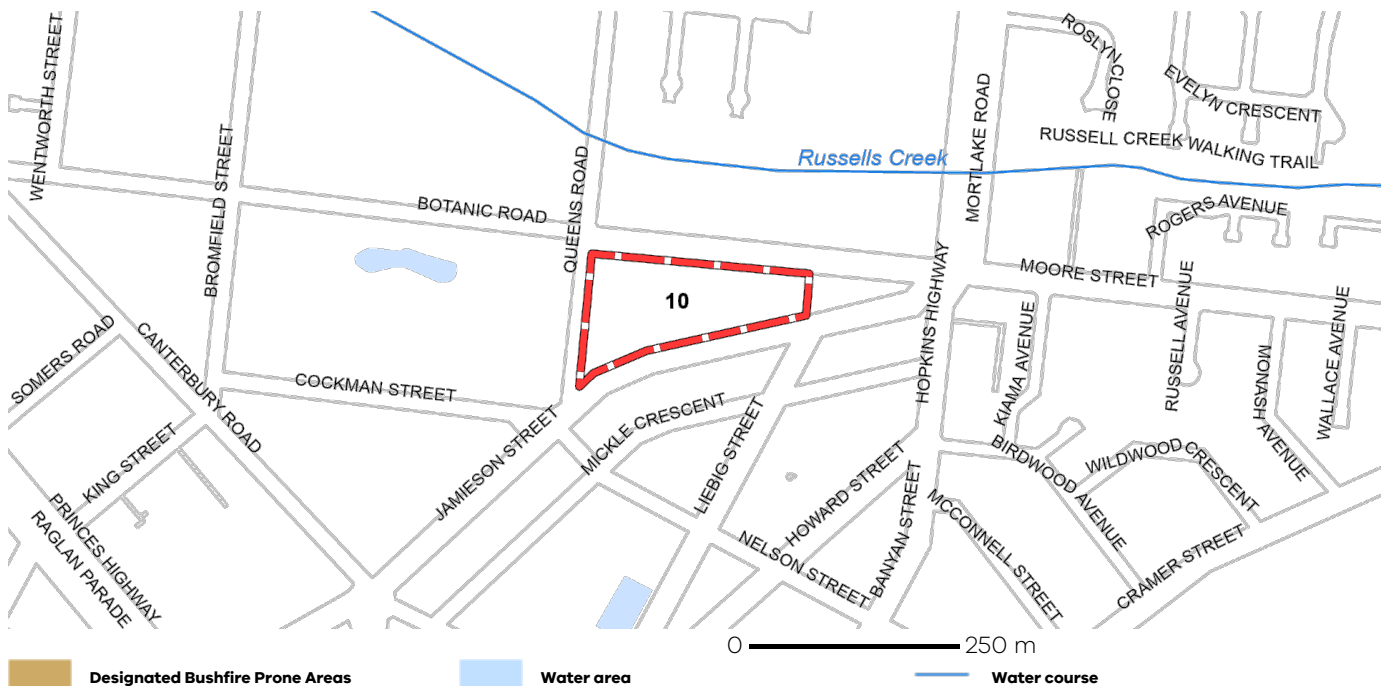 WENTWORTH STREET
ROSLYN CLOSE
EVELYN CRESCENT
MORTLAKE ROAD
RUSSELL CREEK WALKING TRAIL
Russells Creek
BROMFIELD STREET
QUEENS ROAD
BOTANIC ROAD
ROGERS AVENUE
HOPKINS HIGHWAY
MOORE STREET
10
SOMERS ROAD
CANTERBURY ROAD
COCKMAN STREET
KIAMA AVENUE
RUSSELL AVENUE
MONASH AVENUE
WALLACE AVENUE
KING STREET
JAMIESON STREET
MICKLE CRESCENT
LIEBIG STREET
HOWARD STREET
BIRDWOOD AVENUE
WILDWOOD CRESCENT
PRINCES HIGHWAY
RAGLAN PARADE
NELSON STREET
BANYAN STREET
MCCONNELL STREET
CRAMER STREET
0 250 m
Designated Bushfire Prone Areas
Water area
Water course